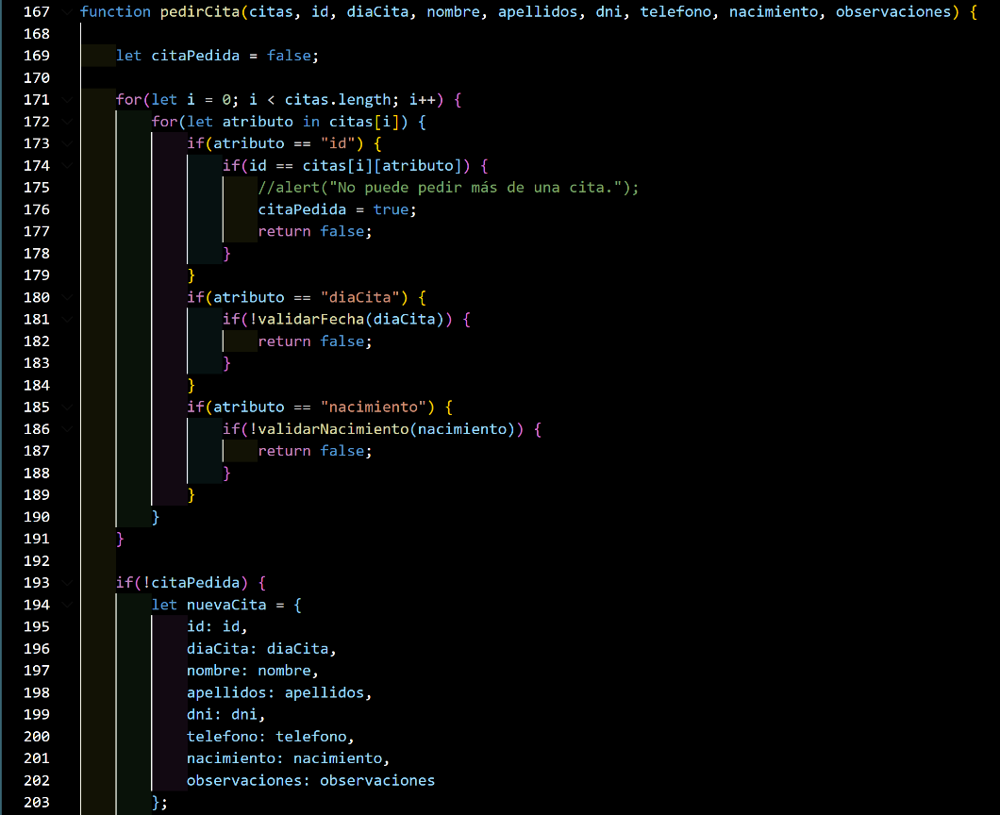 167 function pedirCita(citas, id, diaCita, nombre, apellidos, dni, telefono, nacimiento, observaciones) {
168
169 let citaPedida = false;
170
171 for(let i = 0; i < citas.length; i++) {
172 for(let atributo in citas[i]) {
173 if(atributo == "id") {
174 if(id == citas[i][atributo]) {
175 //alert("No puede pedir más de una cita.");
176 citaPedida = true;
177 return false;
178 }
179 }
180 if(atributo == "diaCita") {
181 if(!validarFecha(diaCita)) {
182 return false;
183 }
184 }
185 if(atributo == "nacimiento") {
186 if(!validarNacimiento(nacimiento)) {
187 return false;
188 }
189 }
190 }
191 }
192
193 if(!citaPedida) {
194 let nuevaCita = {
195 id: id,
196 diaCita: diaCita,
197 nombre: nombre,
198 apellidos: apellidos,
199 dni: dni,
200 telefono: telefono,
201 nacimiento: nacimiento,
202 observaciones: observaciones
203 };